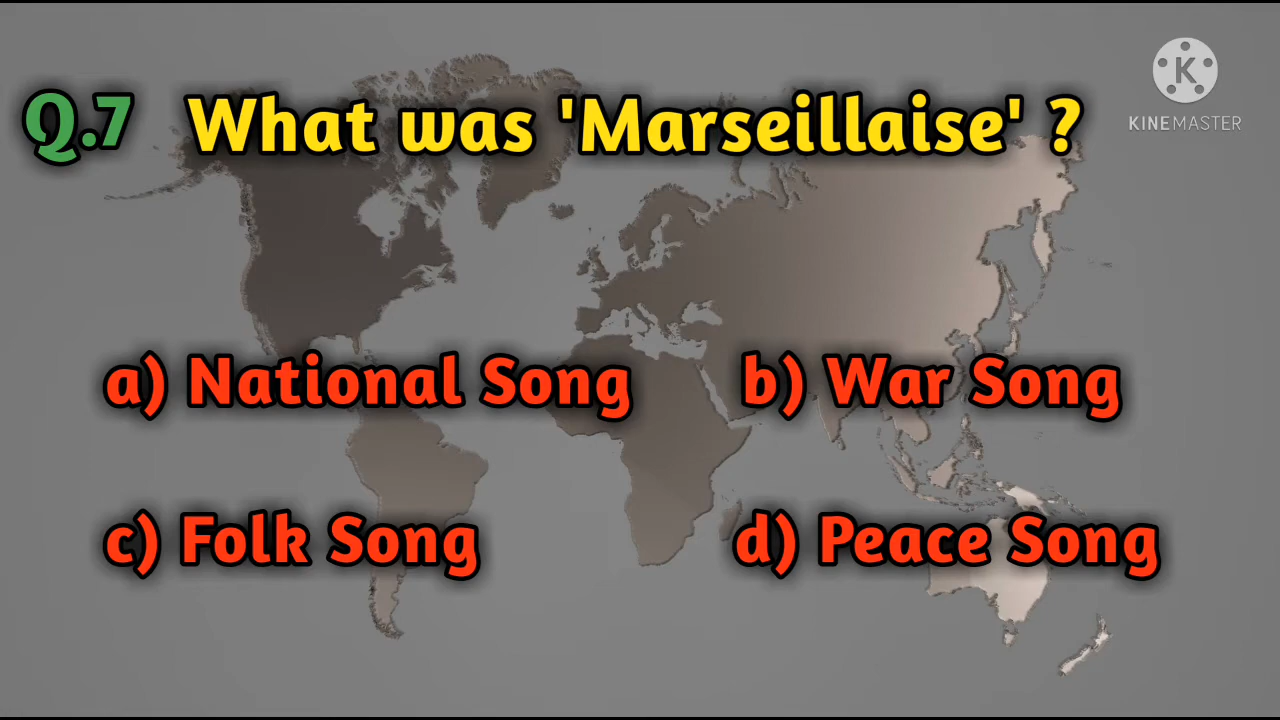 Q.7 What was 'Marseillaise' ?
KINEMASTER
a) National Song b) War Song
c) Folk Song d) Peace Song